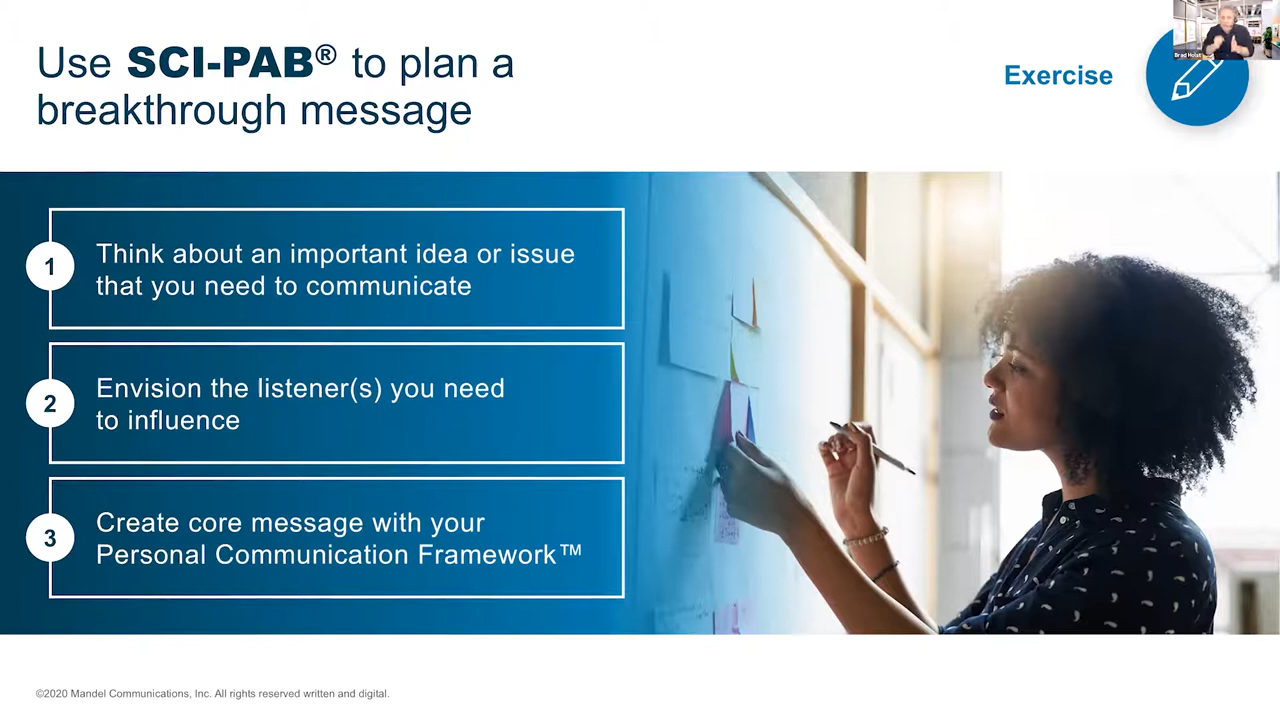 Use SCI-PAB® to plan a
breakthrough message
Exercise
Brad Holst
1
Think about an important idea or issue
that you need to communicate
2
Envision the listener(s) you need
to influence
3
Create core message with your
Personal Communication Framework™
©2020 Mandel Communications, Inc. All rights reserved written and digital.